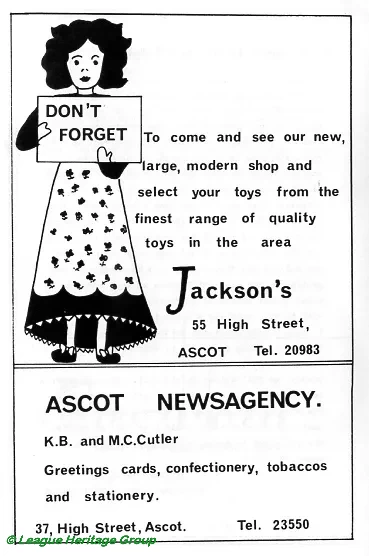 DON'T
FORGET
To come and see our new,
large, modern shop and
select your toys from the
finest range of quality
toys in the area
Jackson's
55 High Street,
ASCOT Tel. 20983
ASCOT NEWSAGENCY.
K.B. and M.C.Cutler
Greetings cards, confectionery, tobaccos
and stationery.
37, High Street, Ascot. Tel. 23550
© League Heritage Group